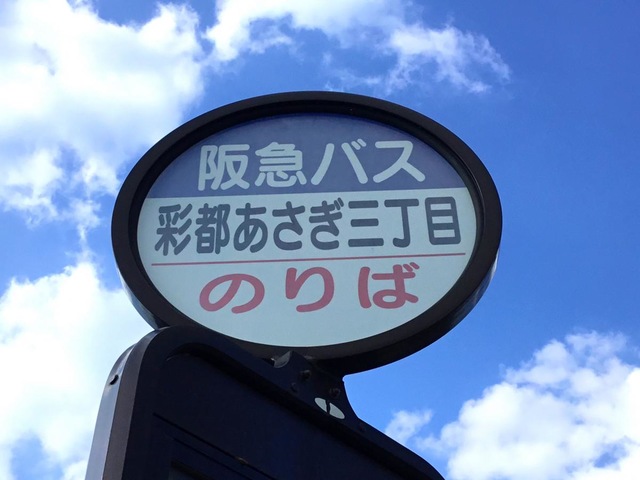 阪急バス
彩都あさぎ三丁目
のりば